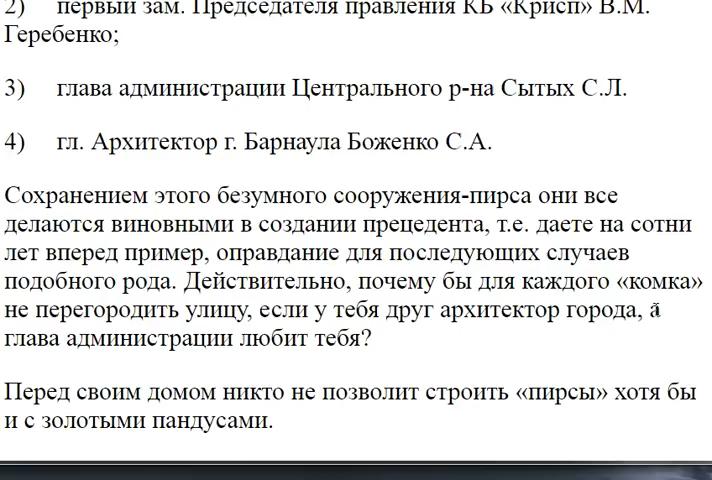 2) первый зам. Председателя правления КБ «Крисп» В.М.
Геребенко;
3) глава администрации Центрального р-на Сытых С.Л.
4) гл. Архитектор г. Барнаула Боженко С.А.
Сохранением этого безумного сооружения-пирса они все
делаются виновными в создании прецедента, т.е. даете на сотни
лет вперед пример, оправдание для последующих случаев
подобного рода. Действительно, почему бы для каждого «комка»
не перегородить улицу, если у тебя друг архитектор города, а
глава администрации любит тебя?
Перед своим домом никто не позволит строить «пирсы» хотя бы
и с золотыми пандусами.